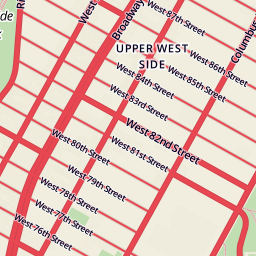 West 87th Street
Broadway
West
UPPER WEST
SIDE
West 86th Street
West 85th Street
West 84th Street
West 83rd Street
West 82nd Street
West 81st Street
West 80th Street
West 79th Street
West 78th Street
West 77th Street
West 76th Street
Columbus